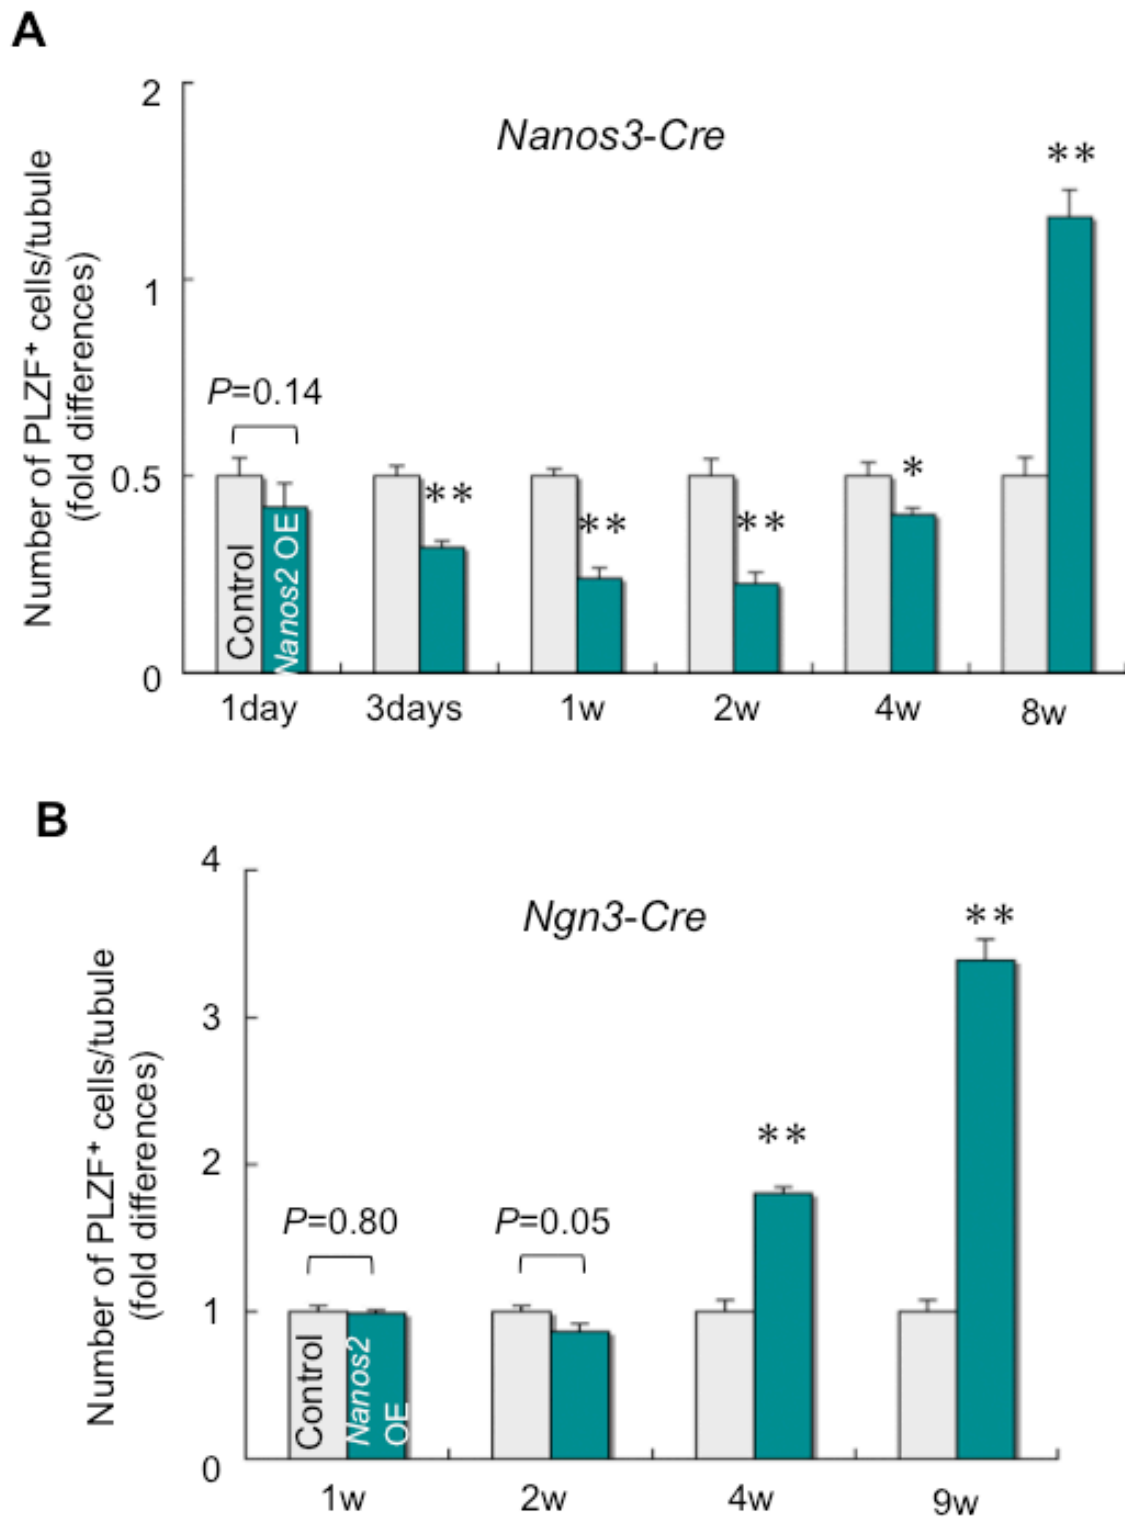 A
Number of PLZF⁺ cells/tubule
(fold differences)
2
1
0.5
0
Nanos3-Cre
P=0.14
**
**
**
*
**
Control
Nanos2 OE
1day
3days
1w
2w
4w
8w
B
Number of PLZF⁺ cells/tubule
(fold differences)
4
3
2
1
0
Ngn3-Cre
P=0.80
P=0.05
**
**
Control
Nanos2
OE
1w
2w
4w
9w